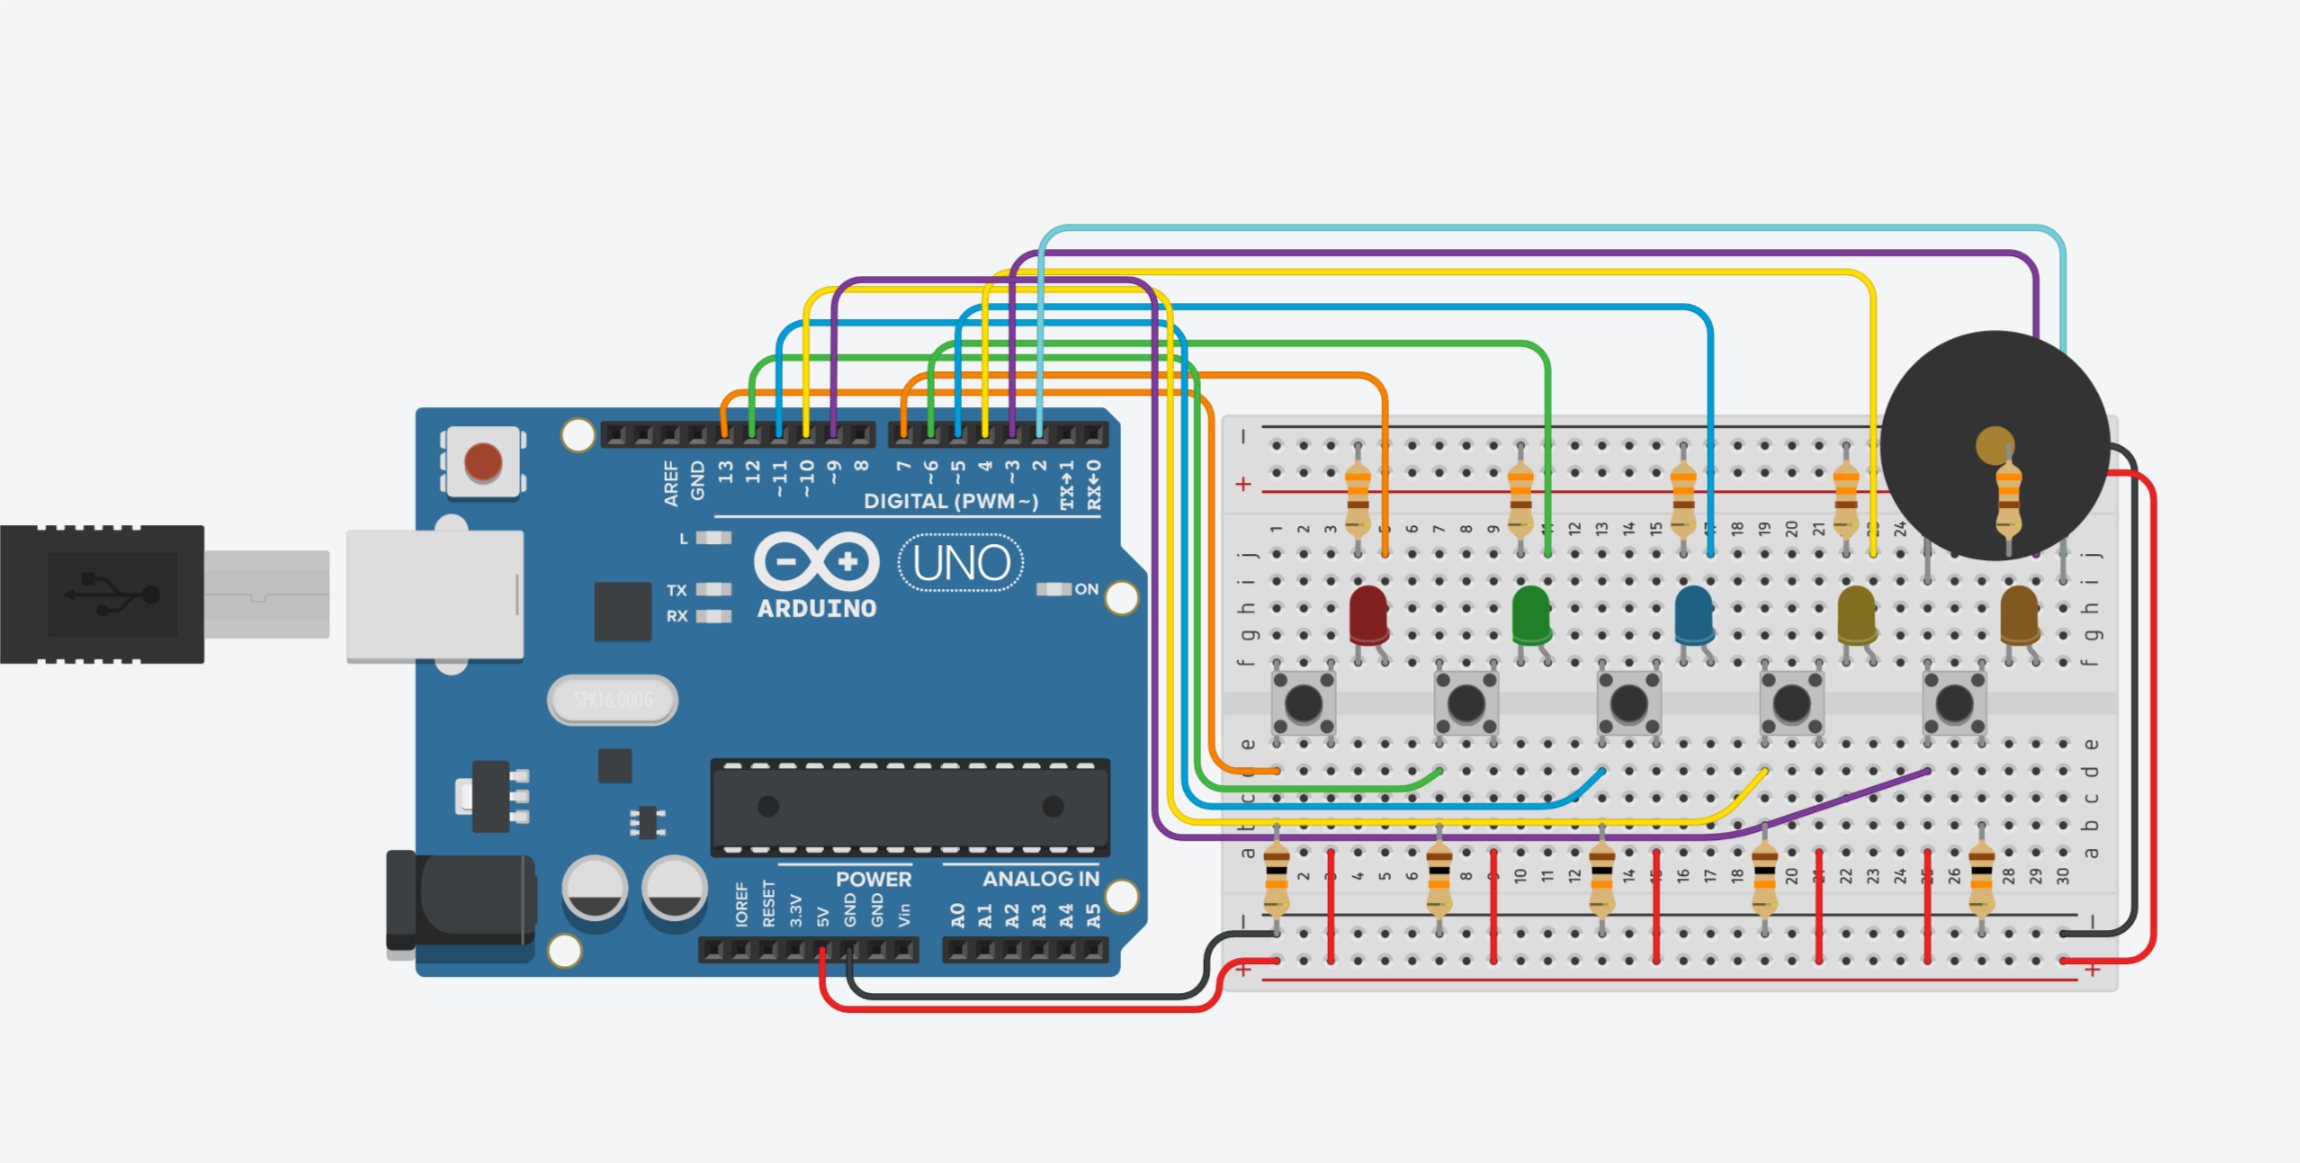 AREF GND 13 12 ~11 ~10 ~9 8 7 ~6 ~5 4 ~3 2 TX→1 RX←0
DIGITAL (PWM ~)
L
TX
RX
UNO
ARDUINO
ON
SPK16.000G
POWER
ANALOG IN
IOREF RESET 3.3V 5V GND GND Vin A0 A1 A2 A3 A4 A5
−
+
1 2 3 4 6 7 8 9 10 12 13 14 15 16 18 19 20 21 22 24
j j
i i
h h
g g
f f
e e
d
c c
b
a a
2 4 5 6 8 10 11 12 14 16 17 18 20 22 23 24 26 28 29 30
− −
+ +